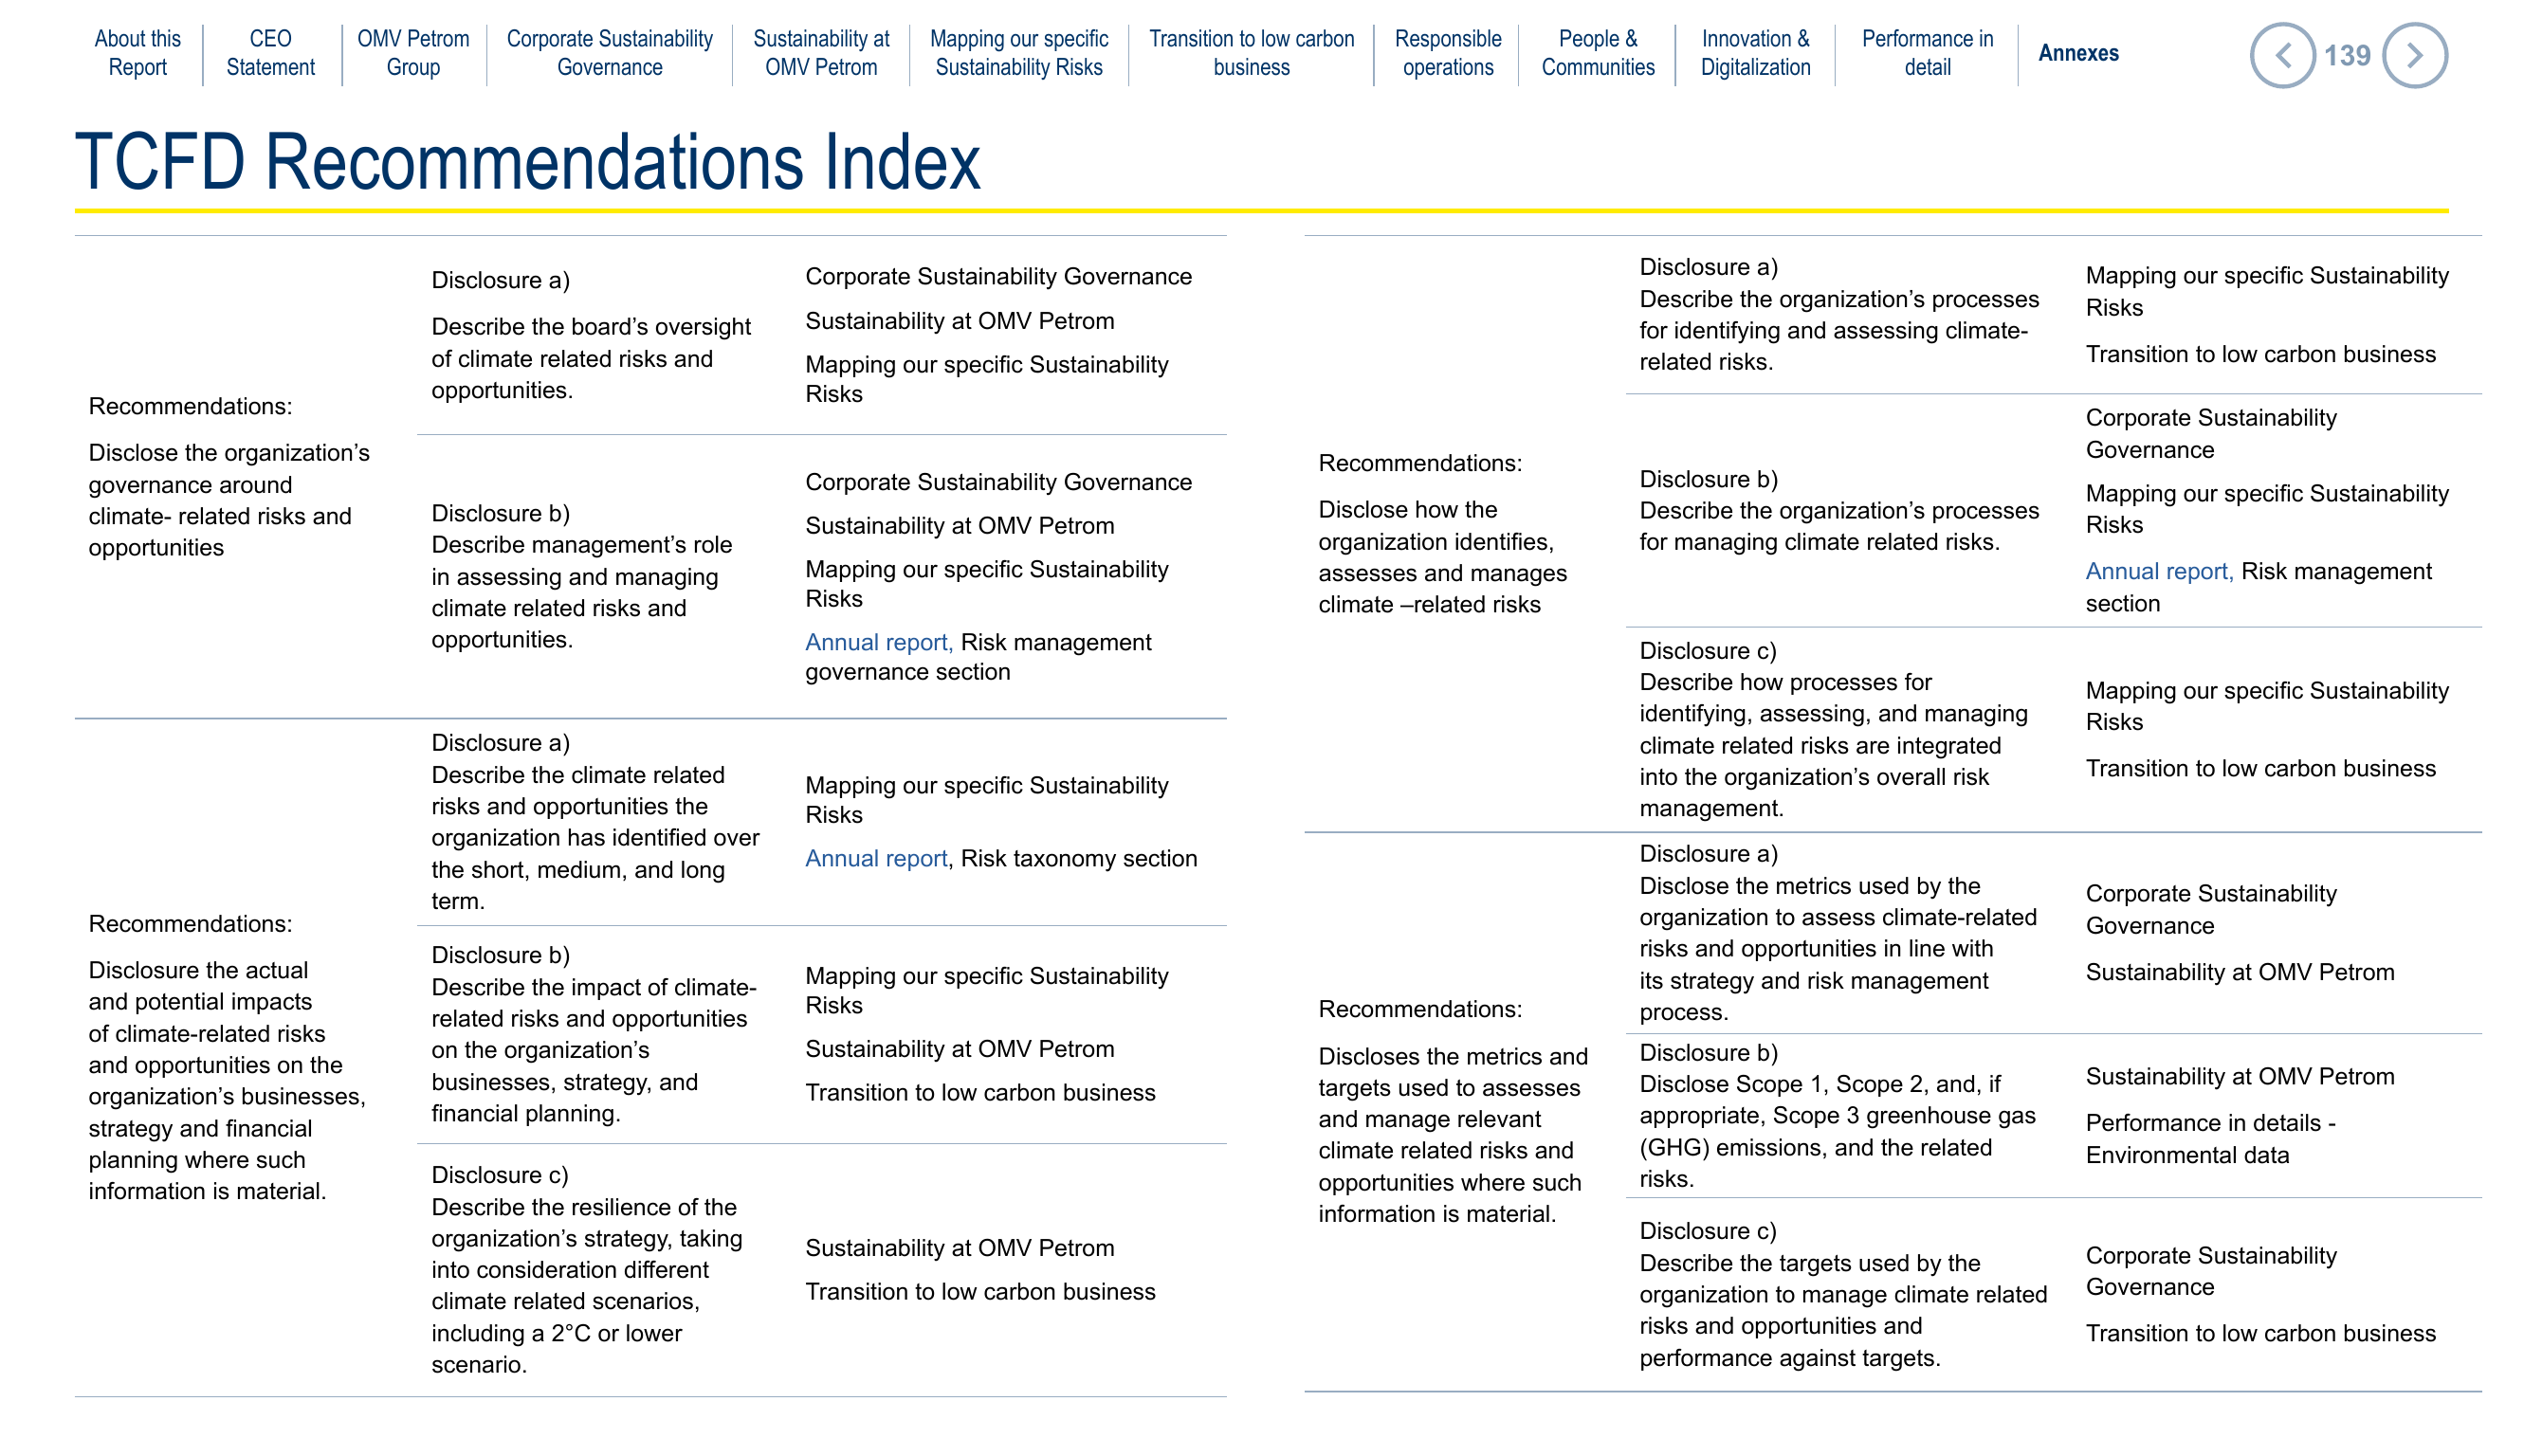 About this
Report
CEO
Statement
OMV Petrom
Group
Corporate Sustainability
Governance
Sustainability at
OMV Petrom
Mapping our specific
Sustainability Risks
Transition to low carbon
business
Responsible
operations
People &
Communities
Innovation &
Digitalization
Performance in
detail
Annexes
139
TCFD Recommendations Index
Recommendations:
Disclose the organization’s
governance around
climate- related risks and
opportunities
Disclosure a)
Describe the board’s oversight
of climate related risks and
opportunities.
Corporate Sustainability Governance
Sustainability at OMV Petrom
Mapping our specific Sustainability
Risks
Disclosure b)
Describe management’s role
in assessing and managing
climate related risks and
opportunities.
Corporate Sustainability Governance
Sustainability at OMV Petrom
Mapping our specific Sustainability
Risks
Annual report, Risk management
governance section
Recommendations:
Disclosure the actual
and potential impacts
of climate-related risks
and opportunities on the
organization’s businesses,
strategy and financial
planning where such
information is material.
Disclosure a)
Describe the climate related
risks and opportunities the
organization has identified over
the short, medium, and long
term.
Mapping our specific Sustainability
Risks
Annual report, Risk taxonomy section
Disclosure b)
Describe the impact of climate-
related risks and opportunities
on the organization’s
businesses, strategy, and
financial planning.
Mapping our specific Sustainability
Risks
Sustainability at OMV Petrom
Transition to low carbon business
Disclosure c)
Describe the resilience of the
organization’s strategy, taking
into consideration different
climate related scenarios,
including a 2°C or lower
scenario.
Sustainability at OMV Petrom
Transition to low carbon business
Recommendations:
Disclose how the
organization identifies,
assesses and manages
climate –related risks
Disclosure a)
Describe the organization’s processes
for identifying and assessing climate-
related risks.
Mapping our specific Sustainability
Risks
Transition to low carbon business
Disclosure b)
Describe the organization’s processes
for managing climate related risks.
Corporate Sustainability
Governance
Mapping our specific Sustainability
Risks
Annual report, Risk management
section
Disclosure c)
Describe how processes for
identifying, assessing, and managing
climate related risks are integrated
into the organization’s overall risk
management.
Mapping our specific Sustainability
Risks
Transition to low carbon business
Recommendations:
Discloses the metrics and
targets used to assesses
and manage relevant
climate related risks and
opportunities where such
information is material.
Disclosure a)
Disclose the metrics used by the
organization to assess climate-related
risks and opportunities in line with
its strategy and risk management
process.
Corporate Sustainability
Governance
Sustainability at OMV Petrom
Disclosure b)
Disclose Scope 1, Scope 2, and, if
appropriate, Scope 3 greenhouse gas
(GHG) emissions, and the related
risks.
Sustainability at OMV Petrom
Performance in details -
Environmental data
Disclosure c)
Describe the targets used by the
organization to manage climate related
risks and opportunities and
performance against targets.
Corporate Sustainability
Governance
Transition to low carbon business